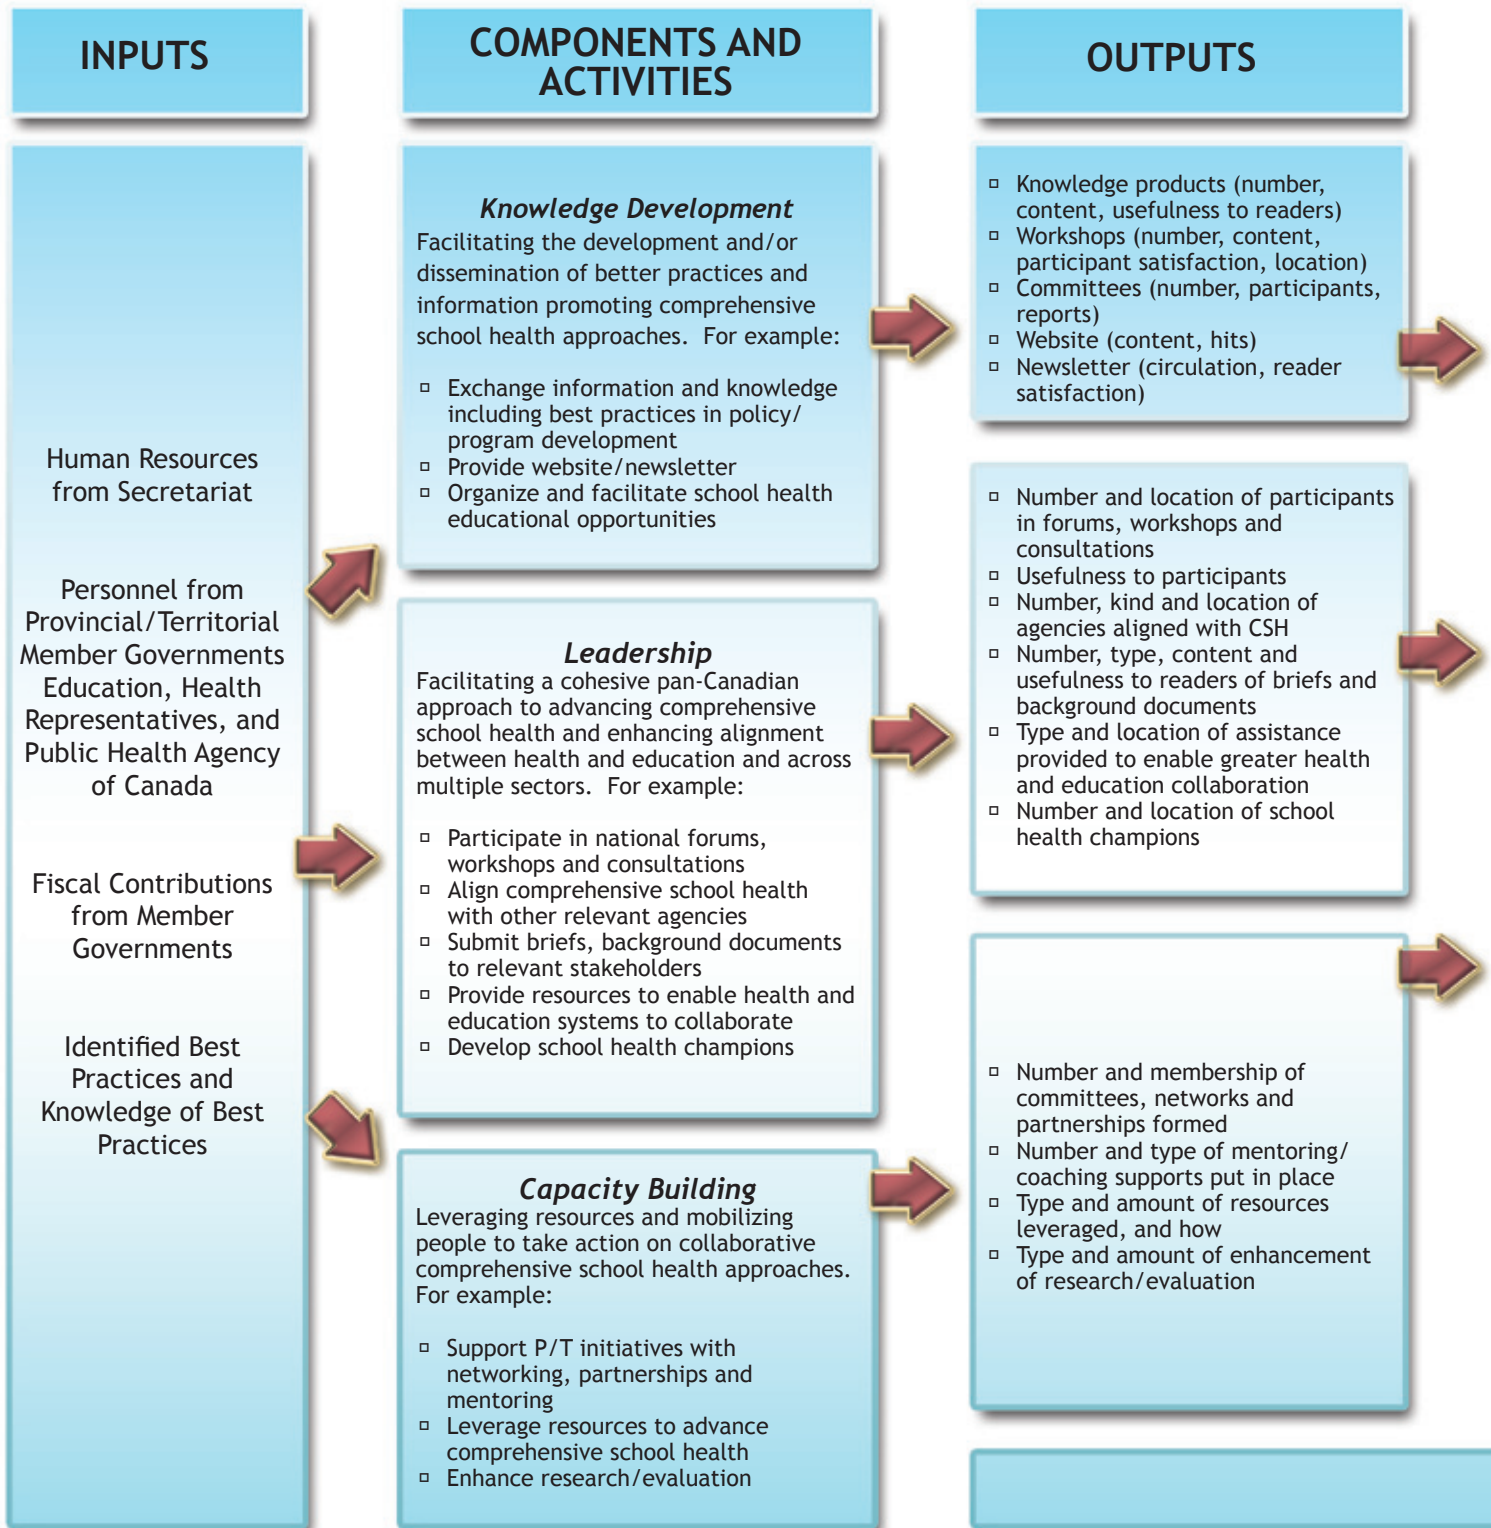 INPUTS
COMPONENTS AND
ACTIVITIES
OUTPUTS
Human Resources
from Secretariat
Personnel from
Provincial/Territorial
Member Governments
Education, Health
Representatives, and
Public Health Agency
of Canada
Fiscal Contributions
from Member
Governments
Identified Best
Practices and
Knowledge of Best
Practices
Knowledge Development
Facilitating the development and/or
dissemination of better practices and
information promoting comprehensive
school health approaches. For example:
▫ Exchange information and knowledge
including best practices in policy/
program development
▫ Provide website/newsletter
▫ Organize and facilitate school health
educational opportunities
Leadership
Facilitating a cohesive pan-Canadian
approach to advancing comprehensive
school health and enhancing alignment
between health and education and across
multiple sectors. For example:
▫ Participate in national forums,
workshops and consultations
▫ Align comprehensive school health
with other relevant agencies
▫ Submit briefs, background documents
to relevant stakeholders
▫ Provide resources to enable health and
education systems to collaborate
▫ Develop school health champions
Capacity Building
Leveraging resources and mobilizing
people to take action on collaborative
comprehensive school health approaches.
For example:
▫ Support P/T initiatives with
networking, partnerships and
mentoring
▫ Leverage resources to advance
comprehensive school health
▫ Enhance research/evaluation
▫ Knowledge products (number,
content, usefulness to readers)
▫ Workshops (number, content,
participant satisfaction, location)
▫ Committees (number, participants,
reports)
▫ Website (content, hits)
▫ Newsletter (circulation, reader
satisfaction)
▫ Number and location of participants
in forums, workshops and
consultations
▫ Usefulness to participants
▫ Number, kind and location of
agencies aligned with CSH
▫ Number, type, content and
usefulness to readers of briefs and
background documents
▫ Type and location of assistance
provided to enable greater health
and education collaboration
▫ Number and location of school
health champions
▫ Number and membership of
committees, networks and
partnerships formed
▫ Number and type of mentoring/
coaching supports put in place
▫ Type and amount of resources
leveraged, and how
▫ Type and amount of enhancement
of research/evaluation